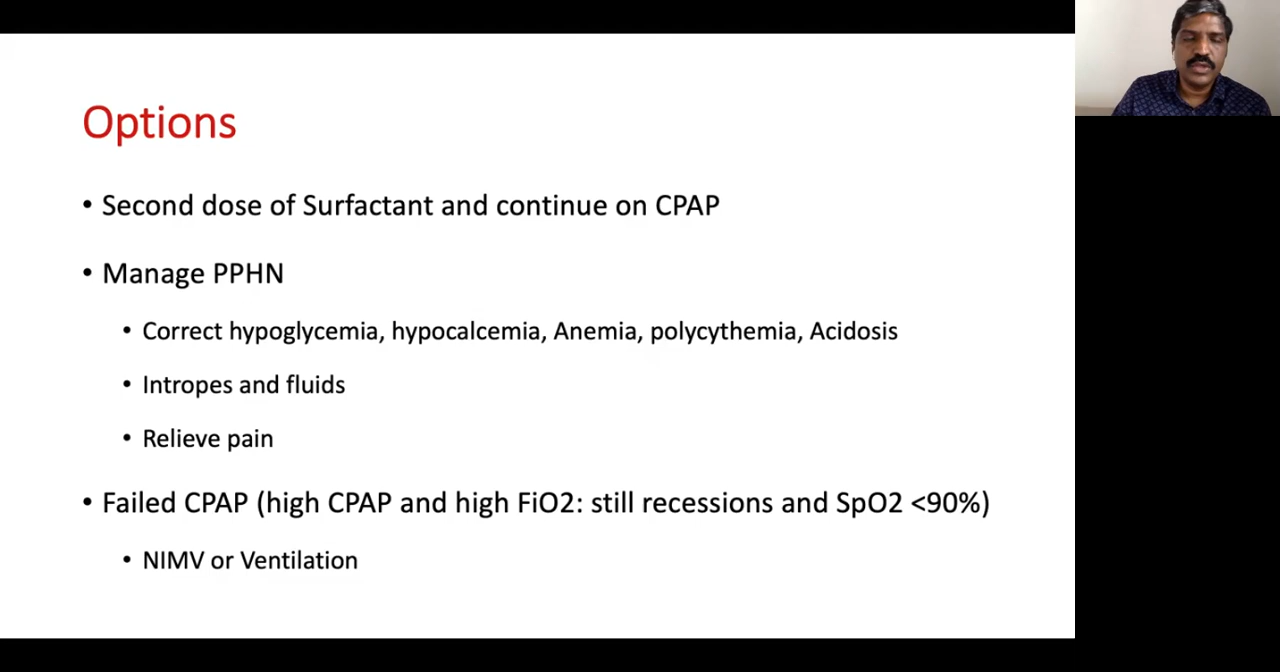 Options
• Second dose of Surfactant and continue on CPAP
• Manage PPHN
• Correct hypoglycemia, hypocalcemia, Anemia, polycythemia, Acidosis
• Intropes and fluids
• Relieve pain
• Failed CPAP (high CPAP and high FiO2: still recessions and SpO2 <90%)
• NIMV or Ventilation